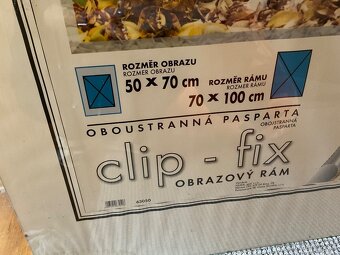 ROZMĚR OBRAZU
ROZMER OBRAZU
50 x 70 cm
ROZMĚR RÁMU
ROZMER RÁMU
70 x 100 cm
OBOUSTRANNÁ PASPARTA
OBOJSTRANNÁ
PASPARTA
clip - fix
OBRAZOVÝ RÁM
63050